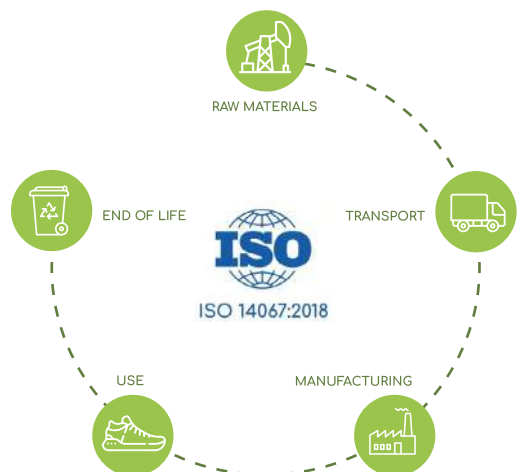 RAW MATERIALS
END OF LIFE
TRANSPORT
ISO
ISO 14067:2018
USE
MANUFACTURING